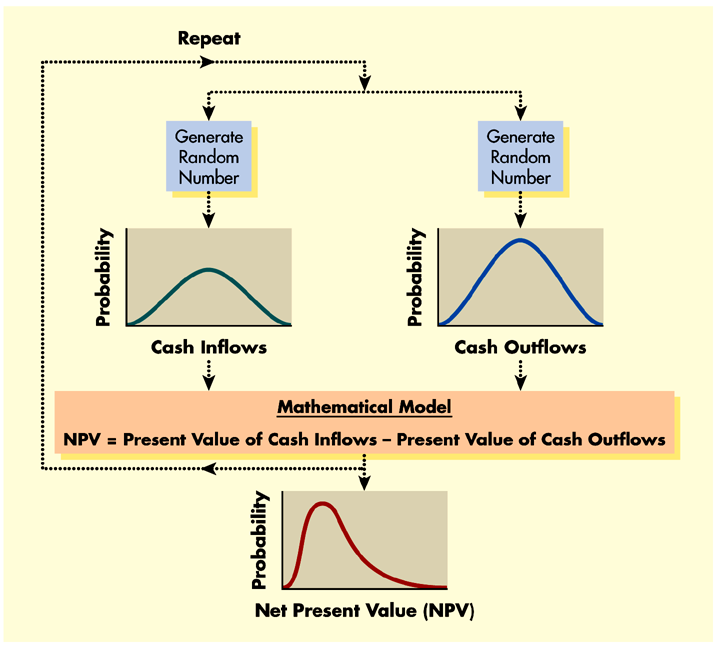 Repeat
Generate
Random
Number
Generate
Random
Number
Probability
Cash Inflows
Probability
Cash Outflows
Mathematical Model
NPV = Present Value of Cash Inflows – Present Value of Cash Outflows
Probability
Net Present Value (NPV)